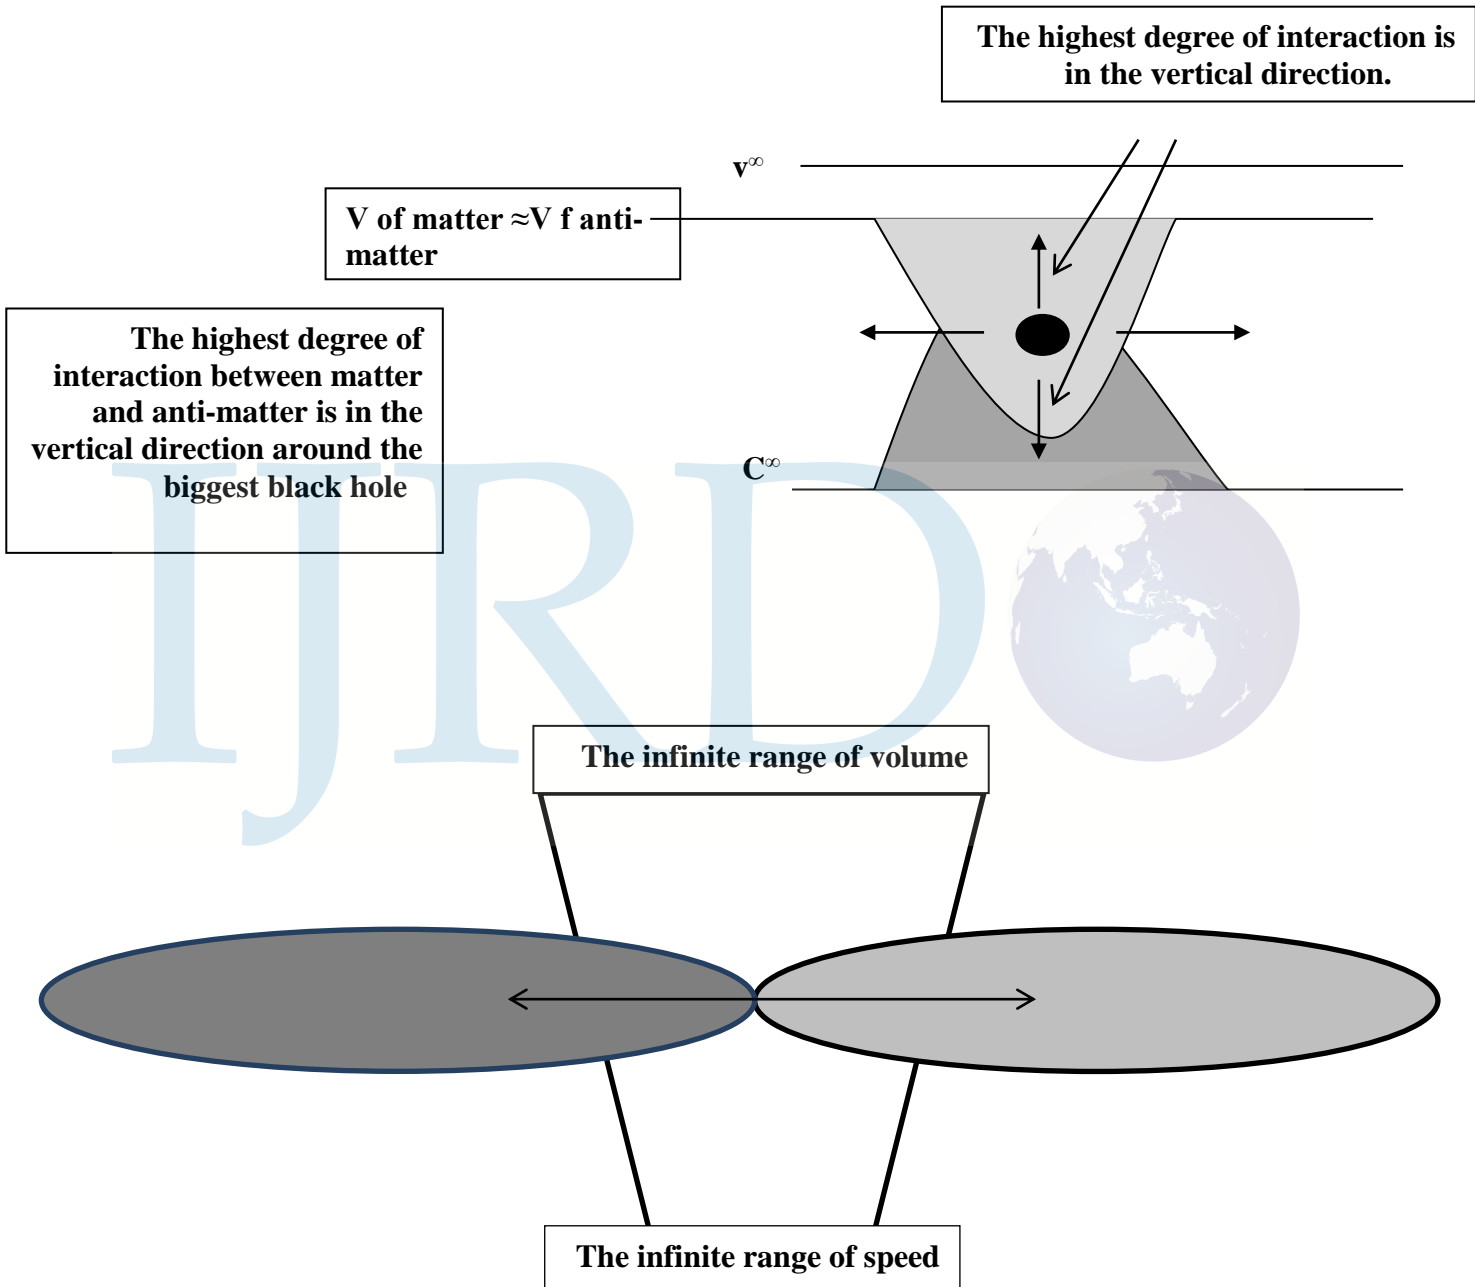 The highest degree of interaction is
in the vertical direction.
v∞
V of matter ≈V f anti-
matter
The highest degree of
interaction between matter
and anti-matter is in the
vertical direction around the
biggest black hole
C∞
IJRD
The infinite range of volume
The infinite range of speed